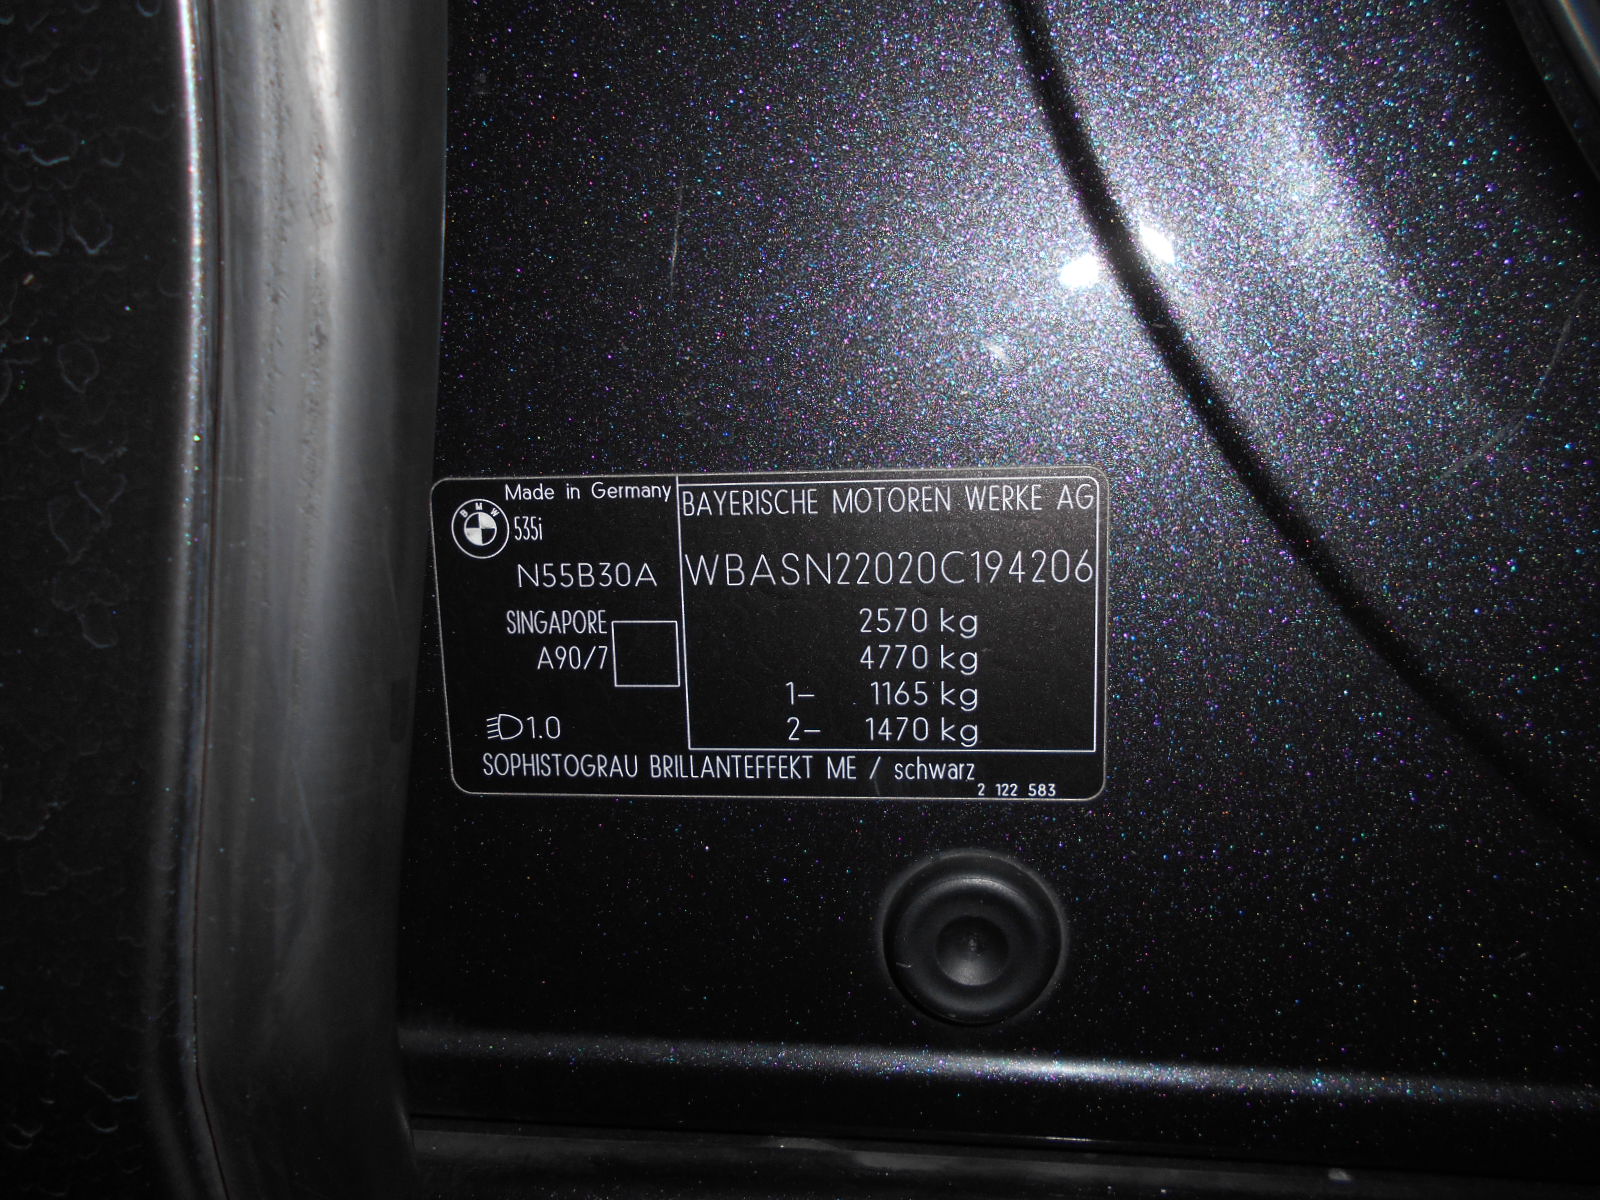 Made in Germany
BMW
535i
N55B30A
SINGAPORE
A90/7
1.0
BAYERISCHE MOTOREN WERKE AG
WBASN22020C194206
2570 kg
4770 kg
1– 1165 kg
2– 1470 kg
SOPHISTOGRAU BRILLANTEFFEKT ME / schwarz
2 122 583